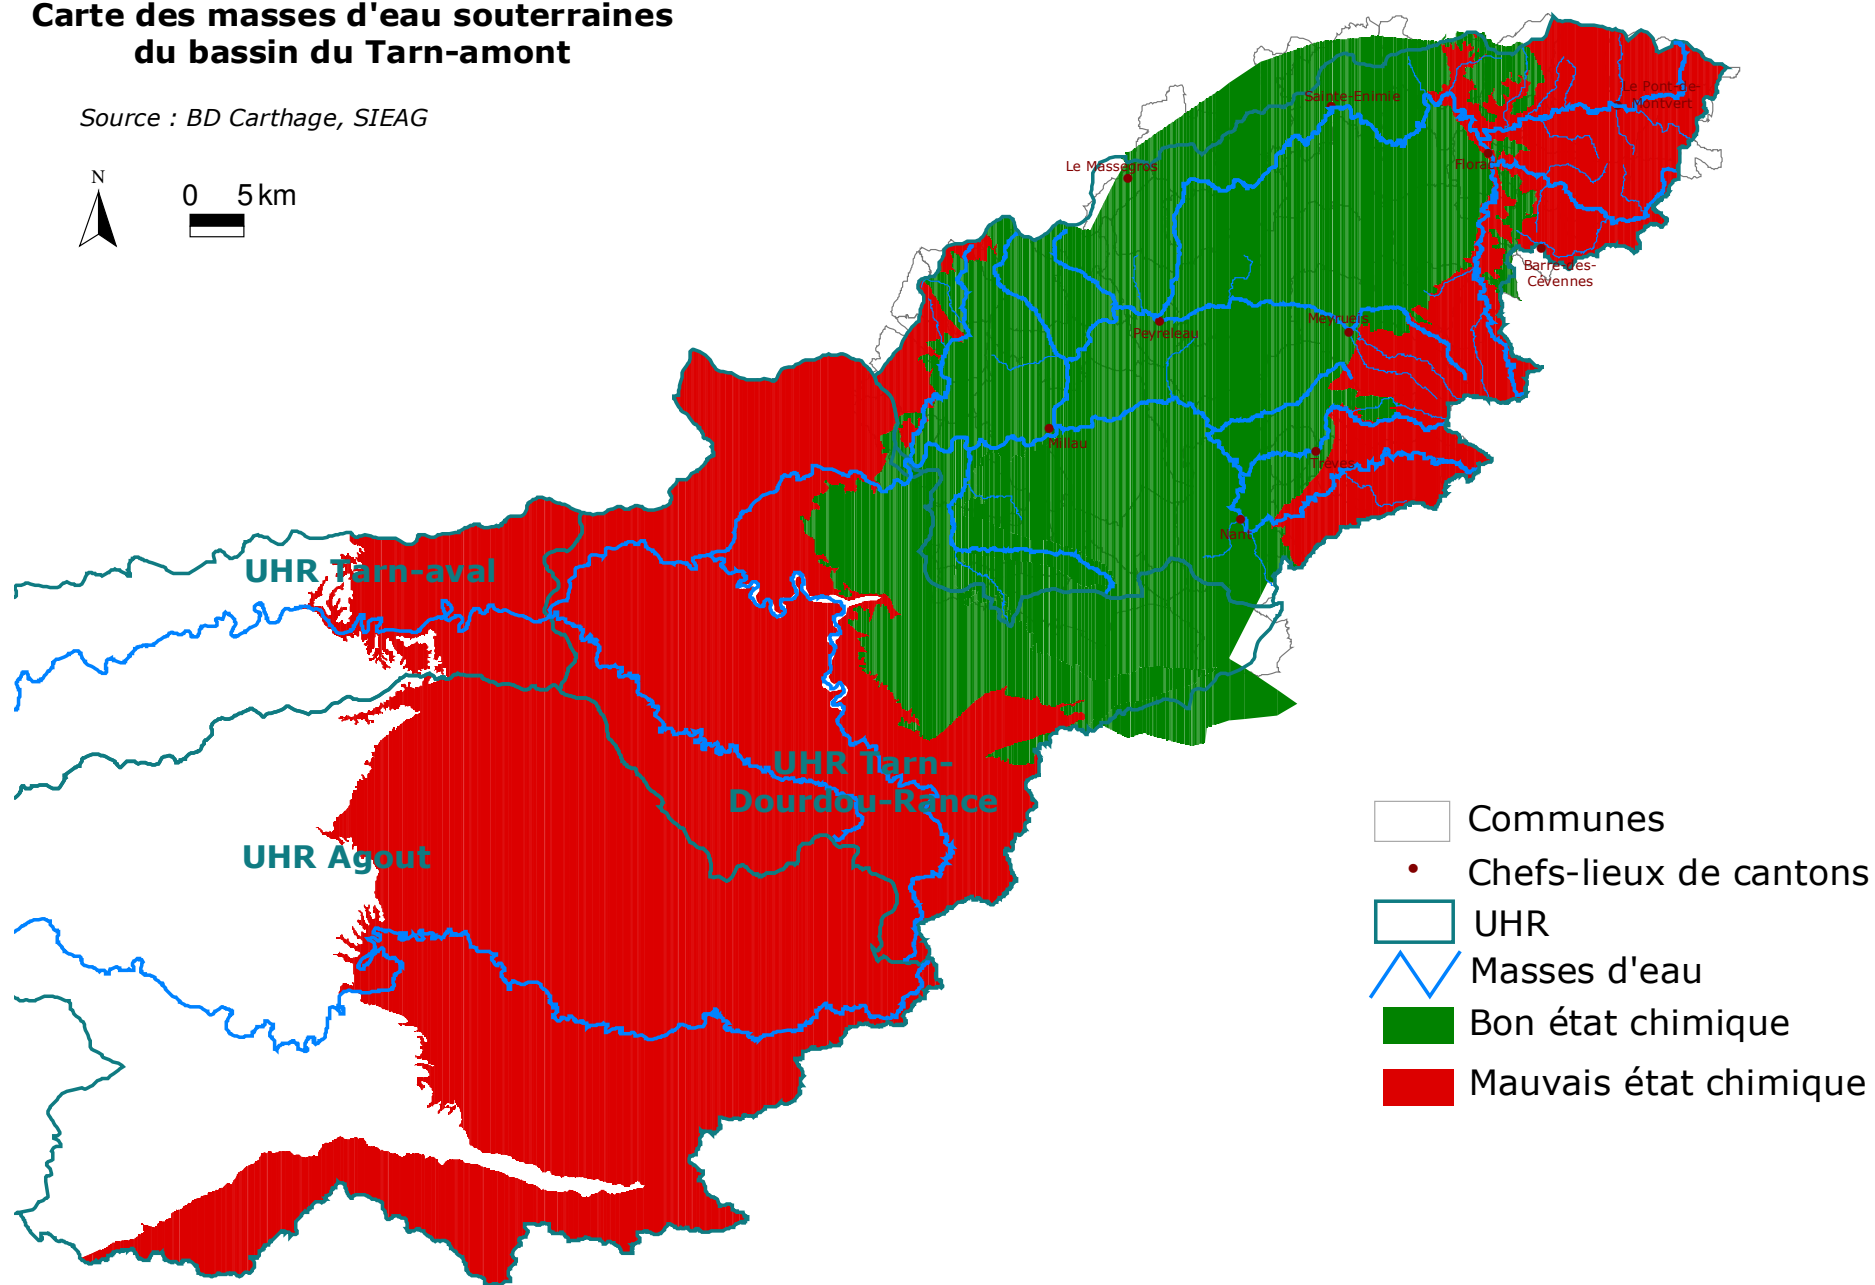 Carte des masses d'eau souterraines
du bassin du Tarn-amont
Source : BD Carthage, SIEAG
N
0 5 km
Sainte-Enimie
Le Pont-de-
Montvert
Le Massegros
Florac
Barre-des-
Cévennes
Meyrueis
Peyreleau
Millau
Trèves
Nant
UHR Tarn-aval
UHR Tarn-
Dourdou-Rance
UHR Agout
Communes
Chefs-lieux de cantons
UHR
Masses d'eau
Bon état chimique
Mauvais état chimique